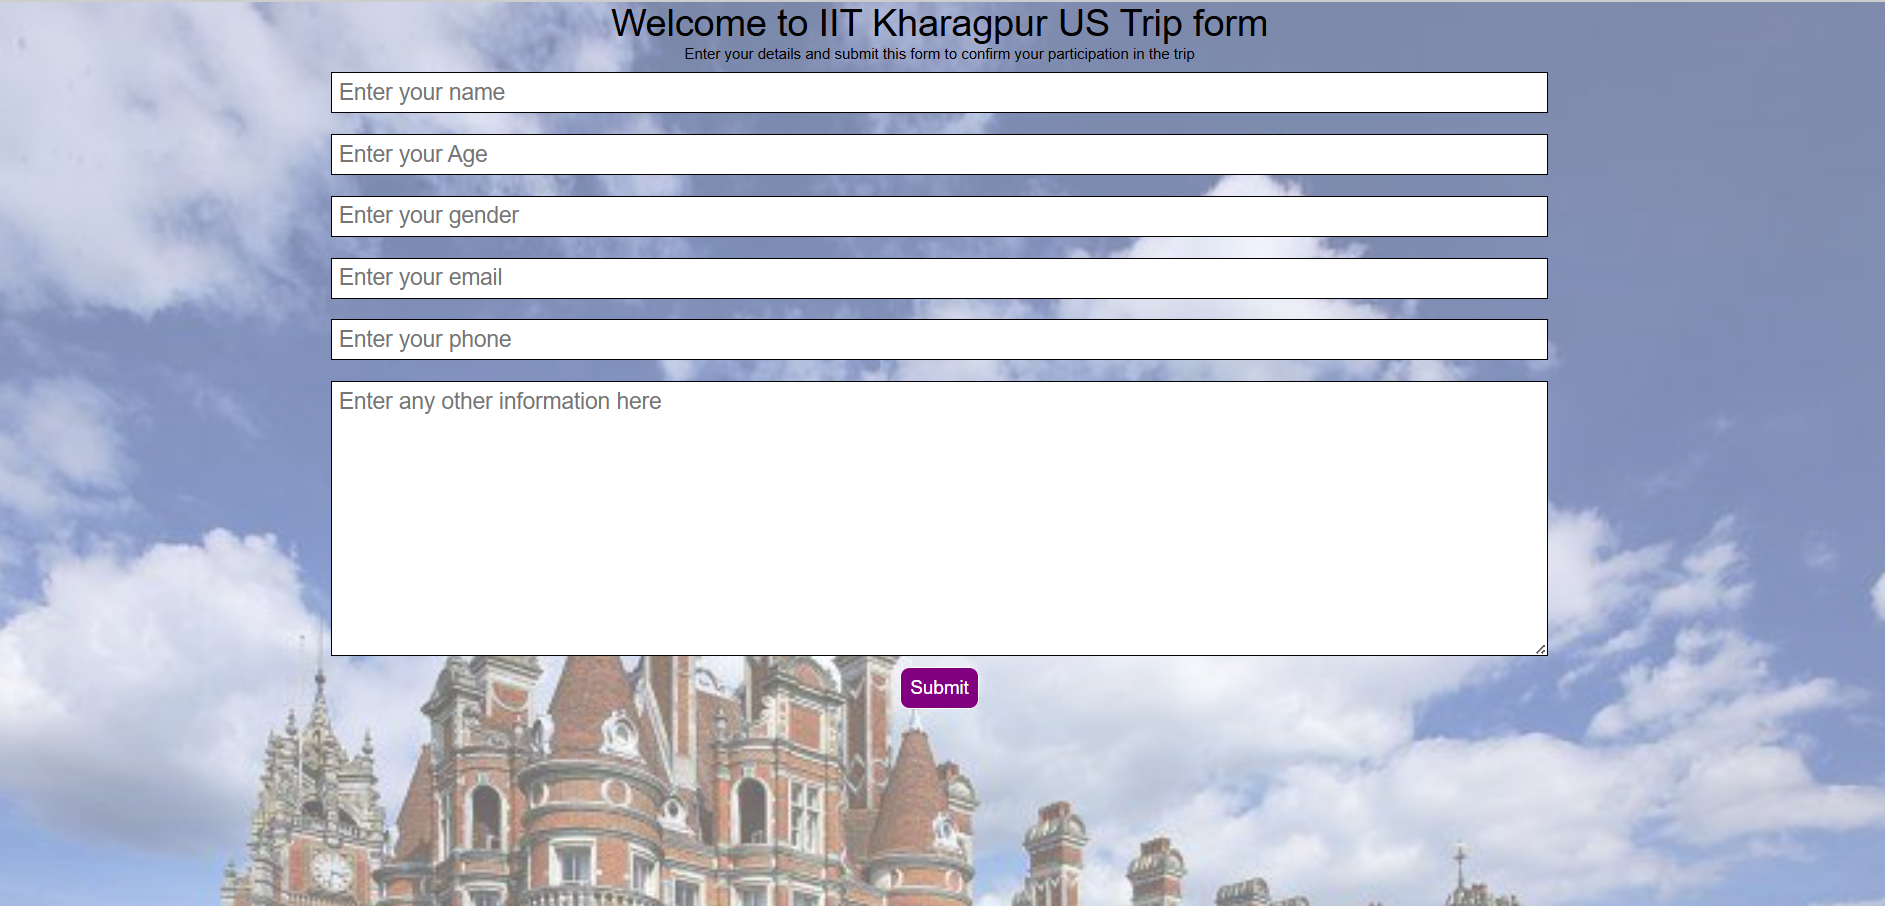 Welcome to IIT Kharagpur US Trip form
Enter your details and submit this form to confirm your participation in the trip
Enter your name
Enter your Age
Enter your gender
Enter your email
Enter your phone
Enter any other information here
Submit